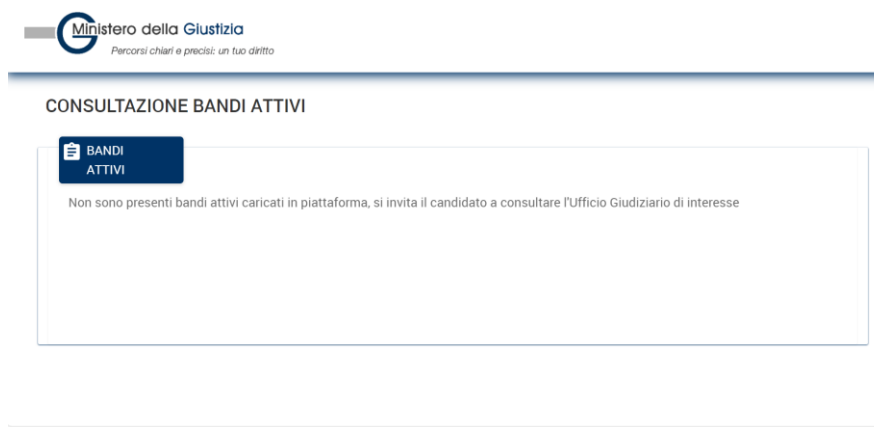 Ministero della Giustizia
Percorsi chiari e precisi: un tuo diritto
CONSULTAZIONE BANDI ATTIVI
BANDI
ATTIVI
Non sono presenti bandi attivi caricati in piattaforma, si invita il candidato a consultare l'Ufficio Giudiziario di interesse